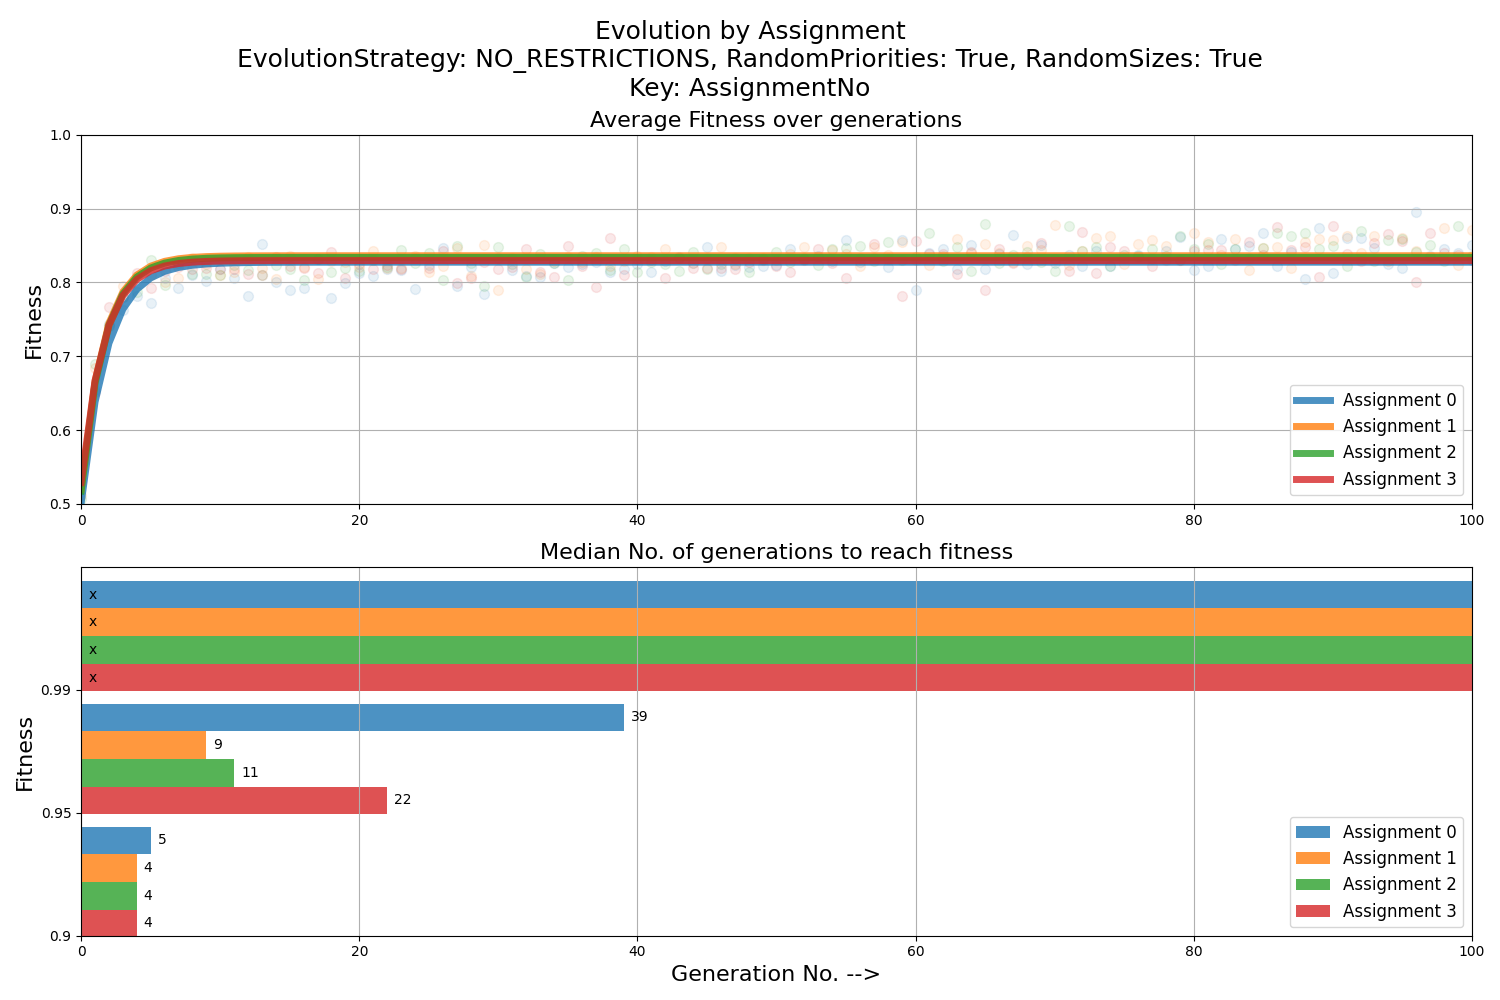 Evolution by Assignment
EvolutionStrategy: NO_RESTRICTIONS, RandomPriorities: True, RandomSizes: True
Key: AssignmentNo
Average Fitness over generations
1.0
0.9
0.8
0.7
0.6
0.5
Fitness
0 20 40 60 80 100
Assignment 0
Assignment 1
Assignment 2
Assignment 3
Median No. of generations to reach fitness
x
x
x
x
0.99
39
9
11
22
0.95
5
4
4
4
0.9
Fitness
0 20 40 60 80 100
Assignment 0
Assignment 1
Assignment 2
Assignment 3
Generation No. -->